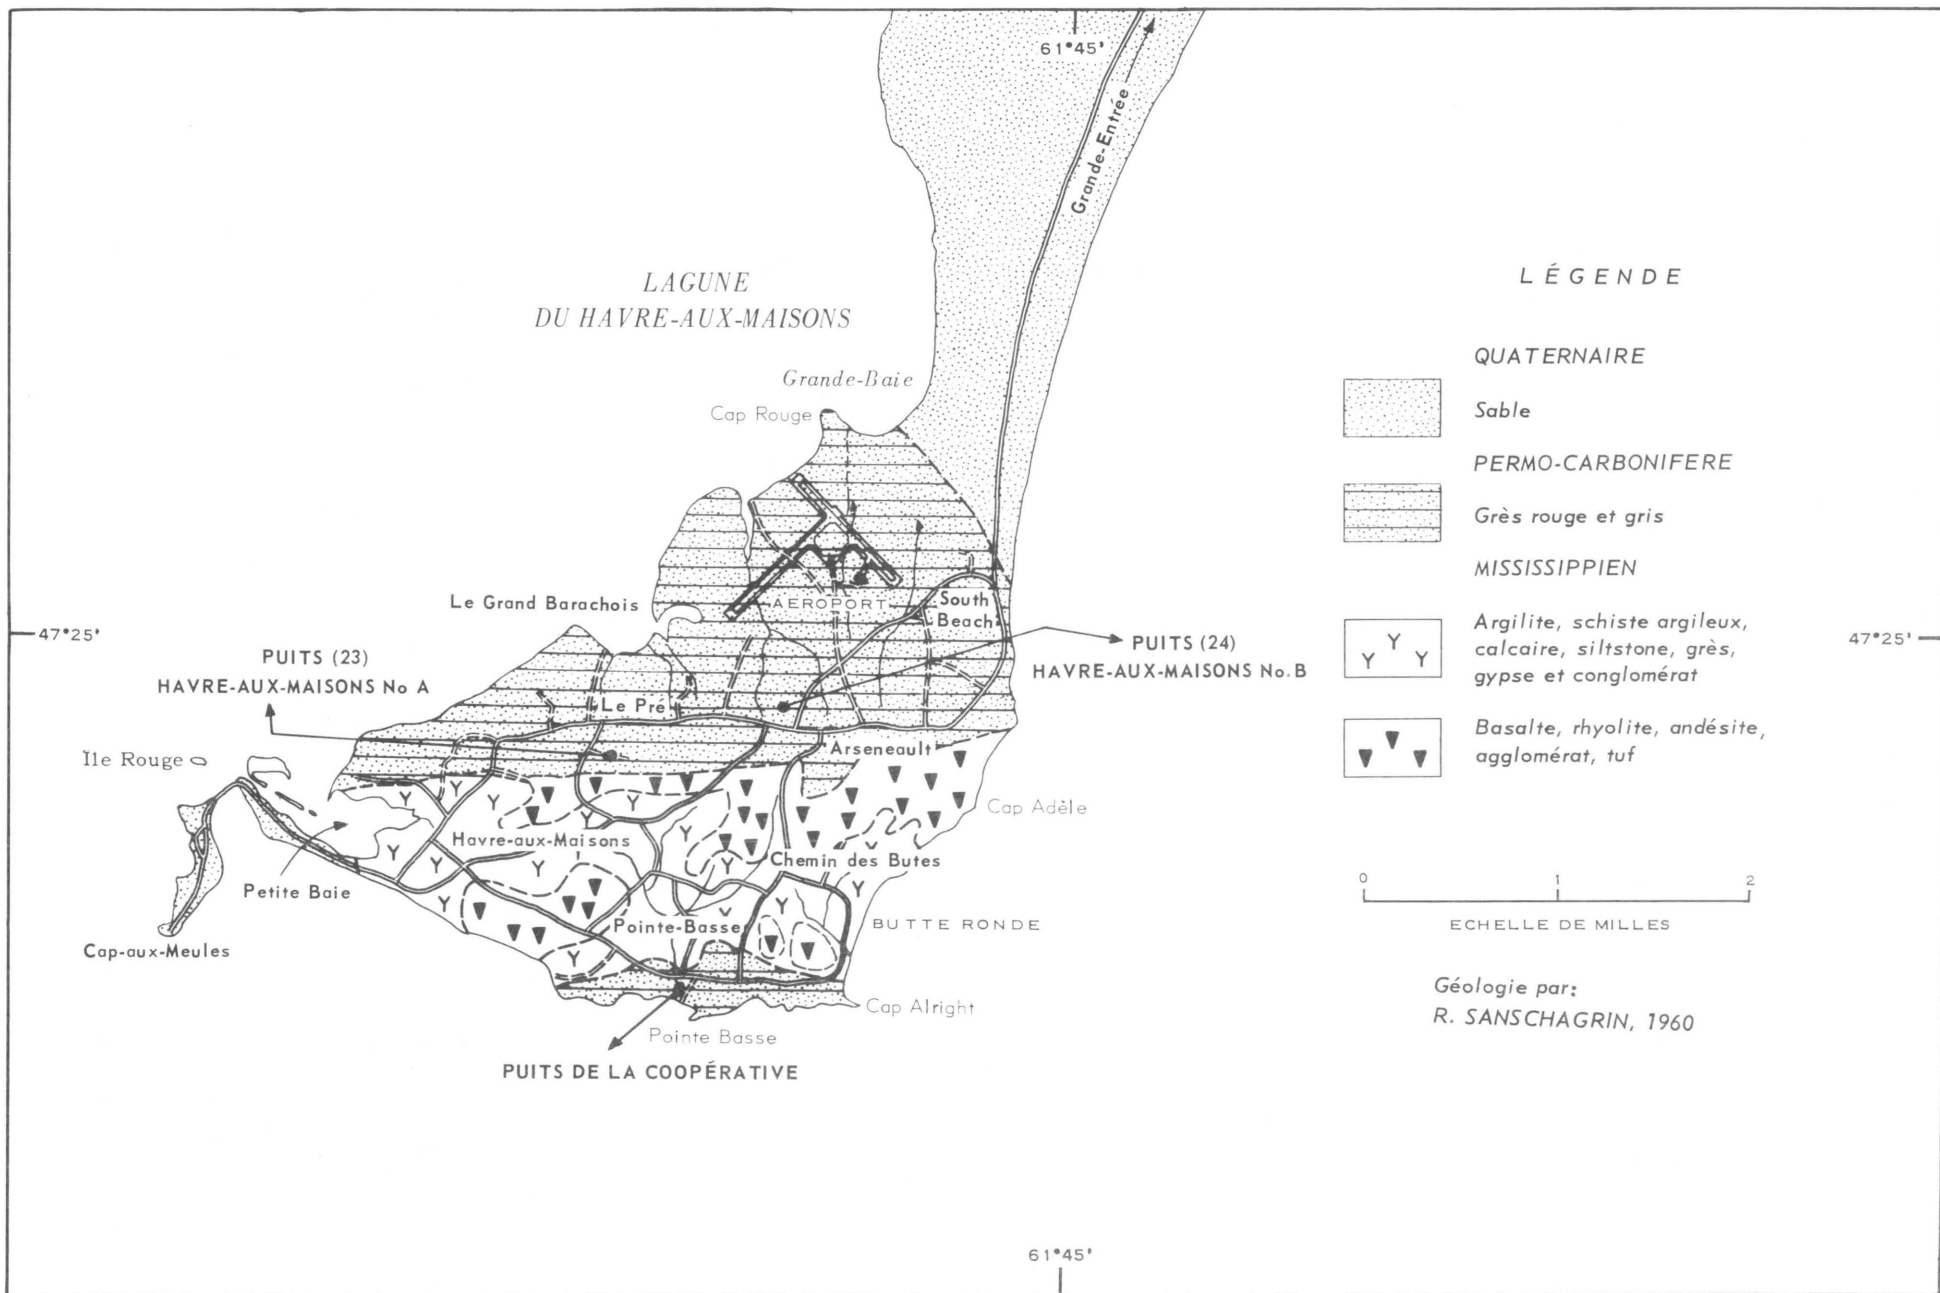 61°45'
Grande-Entrée
LAGUNE
DU HAVRE-AUX-MAISONS
Grande-Baie
Cap Rouge
Le Grand Barachois
AEROPORT
South
Beach
47°25'
PUITS (23)
HAVRE-AUX-MAISONS No A
PUITS (24)
HAVRE-AUX-MAISONS No. B
Le Pré
Arseneault
Ile Rouge
Cap Adèle
Havre-aux-Maisons
Chemin des Butes
Petite Baie
Pointe-Basse
BUTTE RONDE
Cap-aux-Meules
Cap Alright
Pointe Basse
PUITS DE LA COOPÉRATIVE
61°45'
LÉGENDE
QUATERNAIRE
Sable
PERMO-CARBONIFERE
Grès rouge et gris
MISSISSIPPIEN
47°25'
Y Y Y
Argilite, schiste argileux,
calcaire, siltstone, grès,
gypse et conglomérat
Basalte, rhyolite, andésite,
agglomérat, tuf
0 1 2
ECHELLE DE MILLES
Géologie par:
R. SANSCHAGRIN, 1960